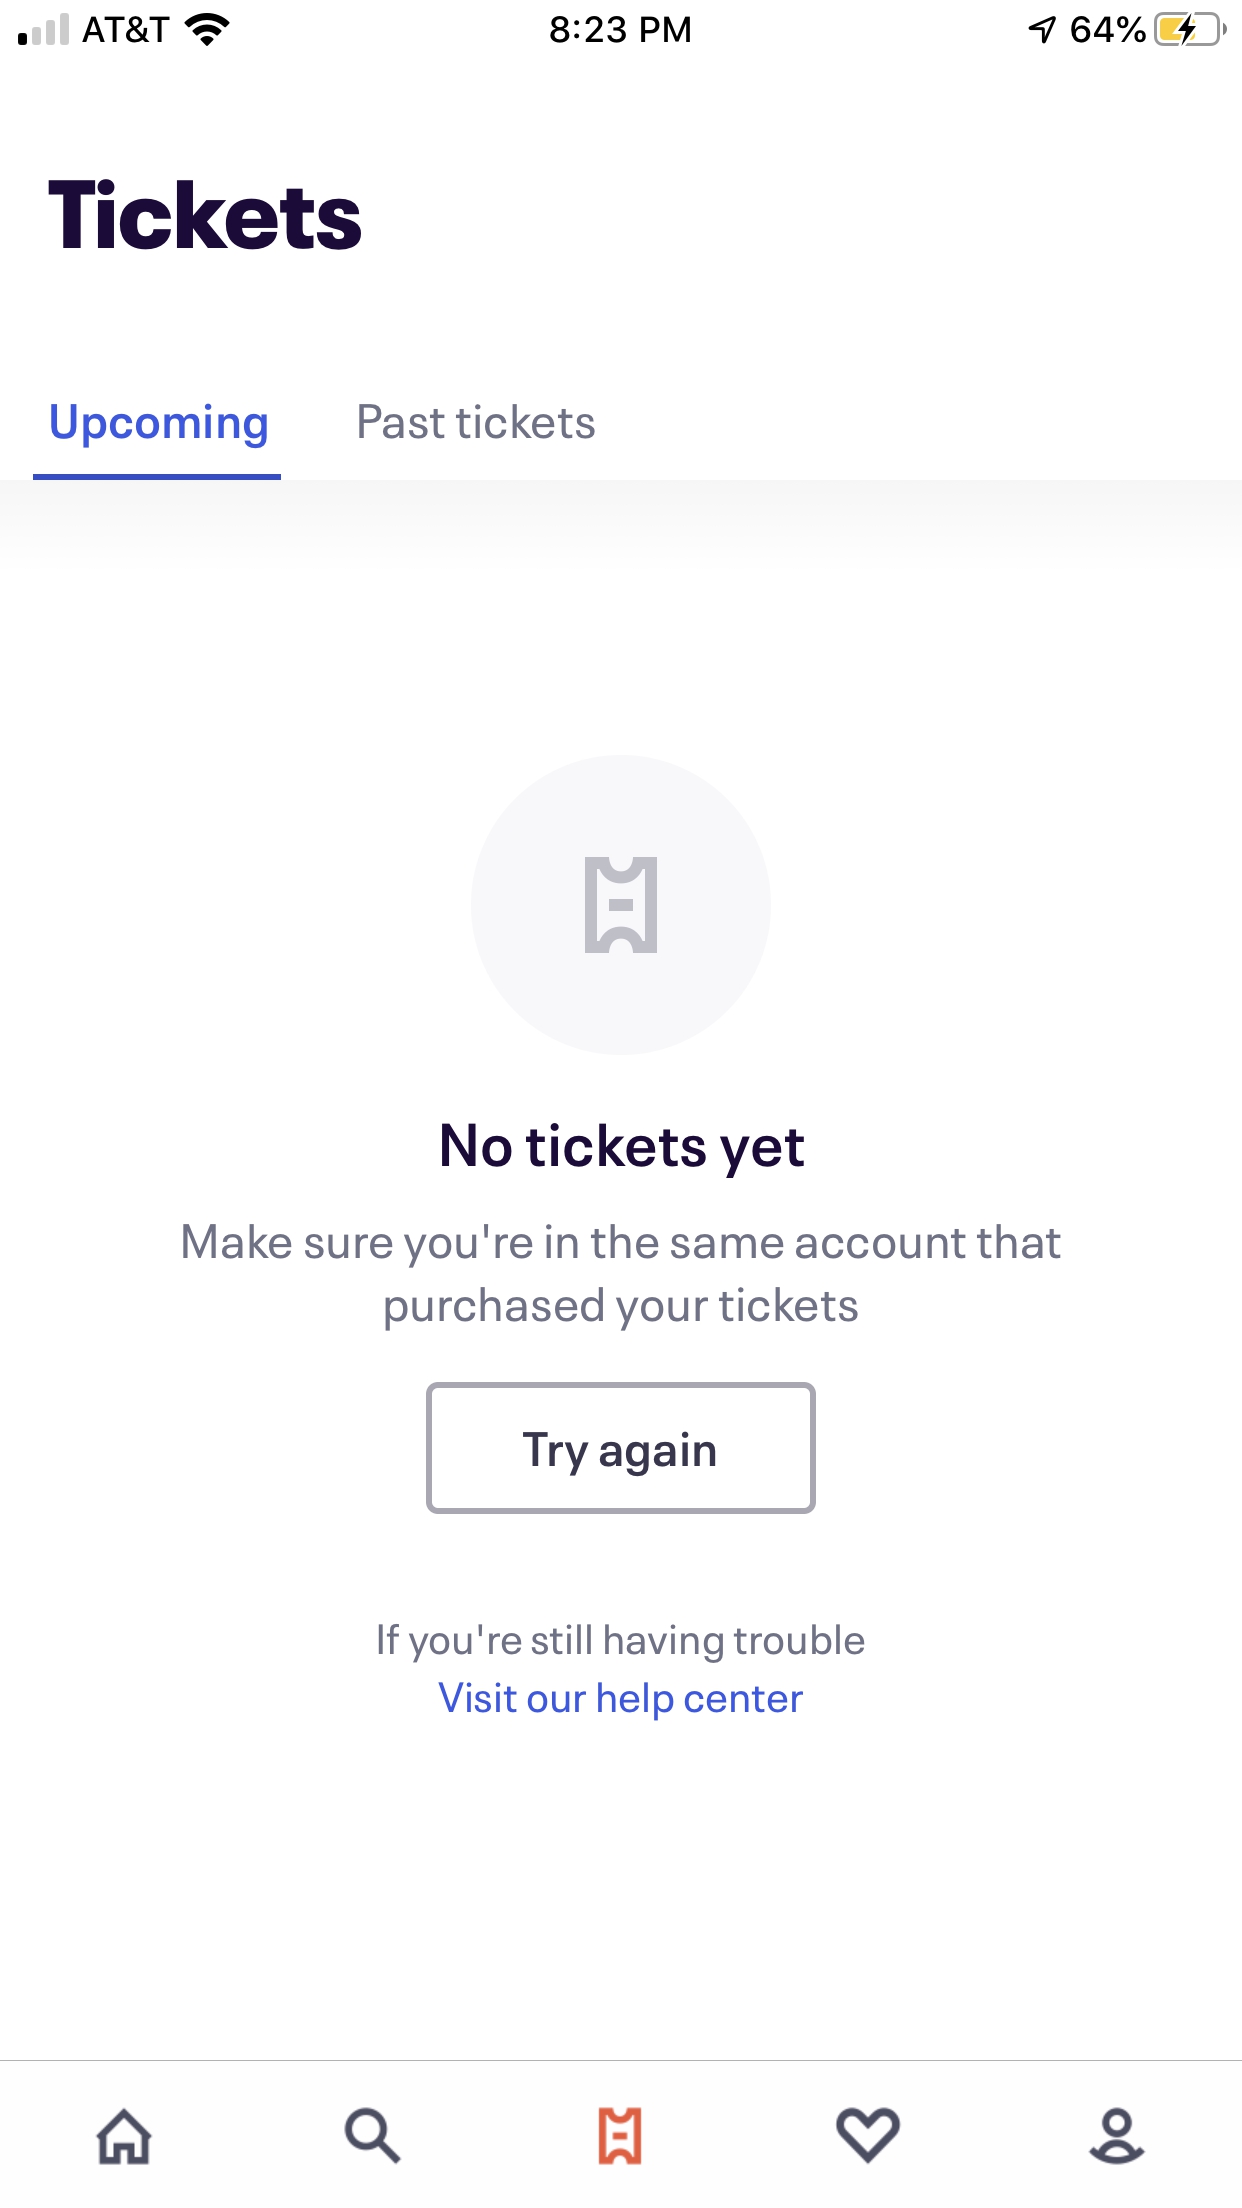 AT&T 8:23 PM 64%
Tickets
Upcoming Past tickets
No tickets yet
Make sure you're in the same account that
purchased your tickets
Try again
If you're still having trouble
Visit our help center